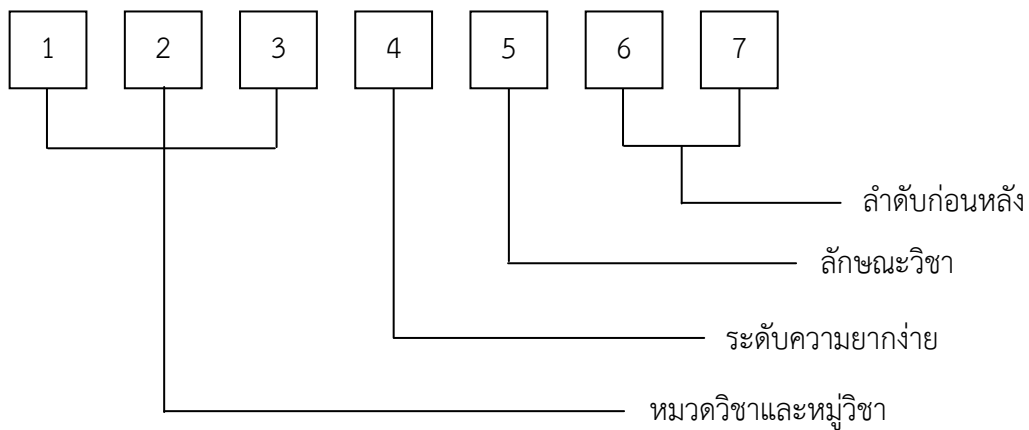 1 2 3 4 5 6 7
ลำดับก่อนหลัง
ลักษณะวิชา
ระดับความยากง่าย
หมวดวิชาและหมู่วิชา